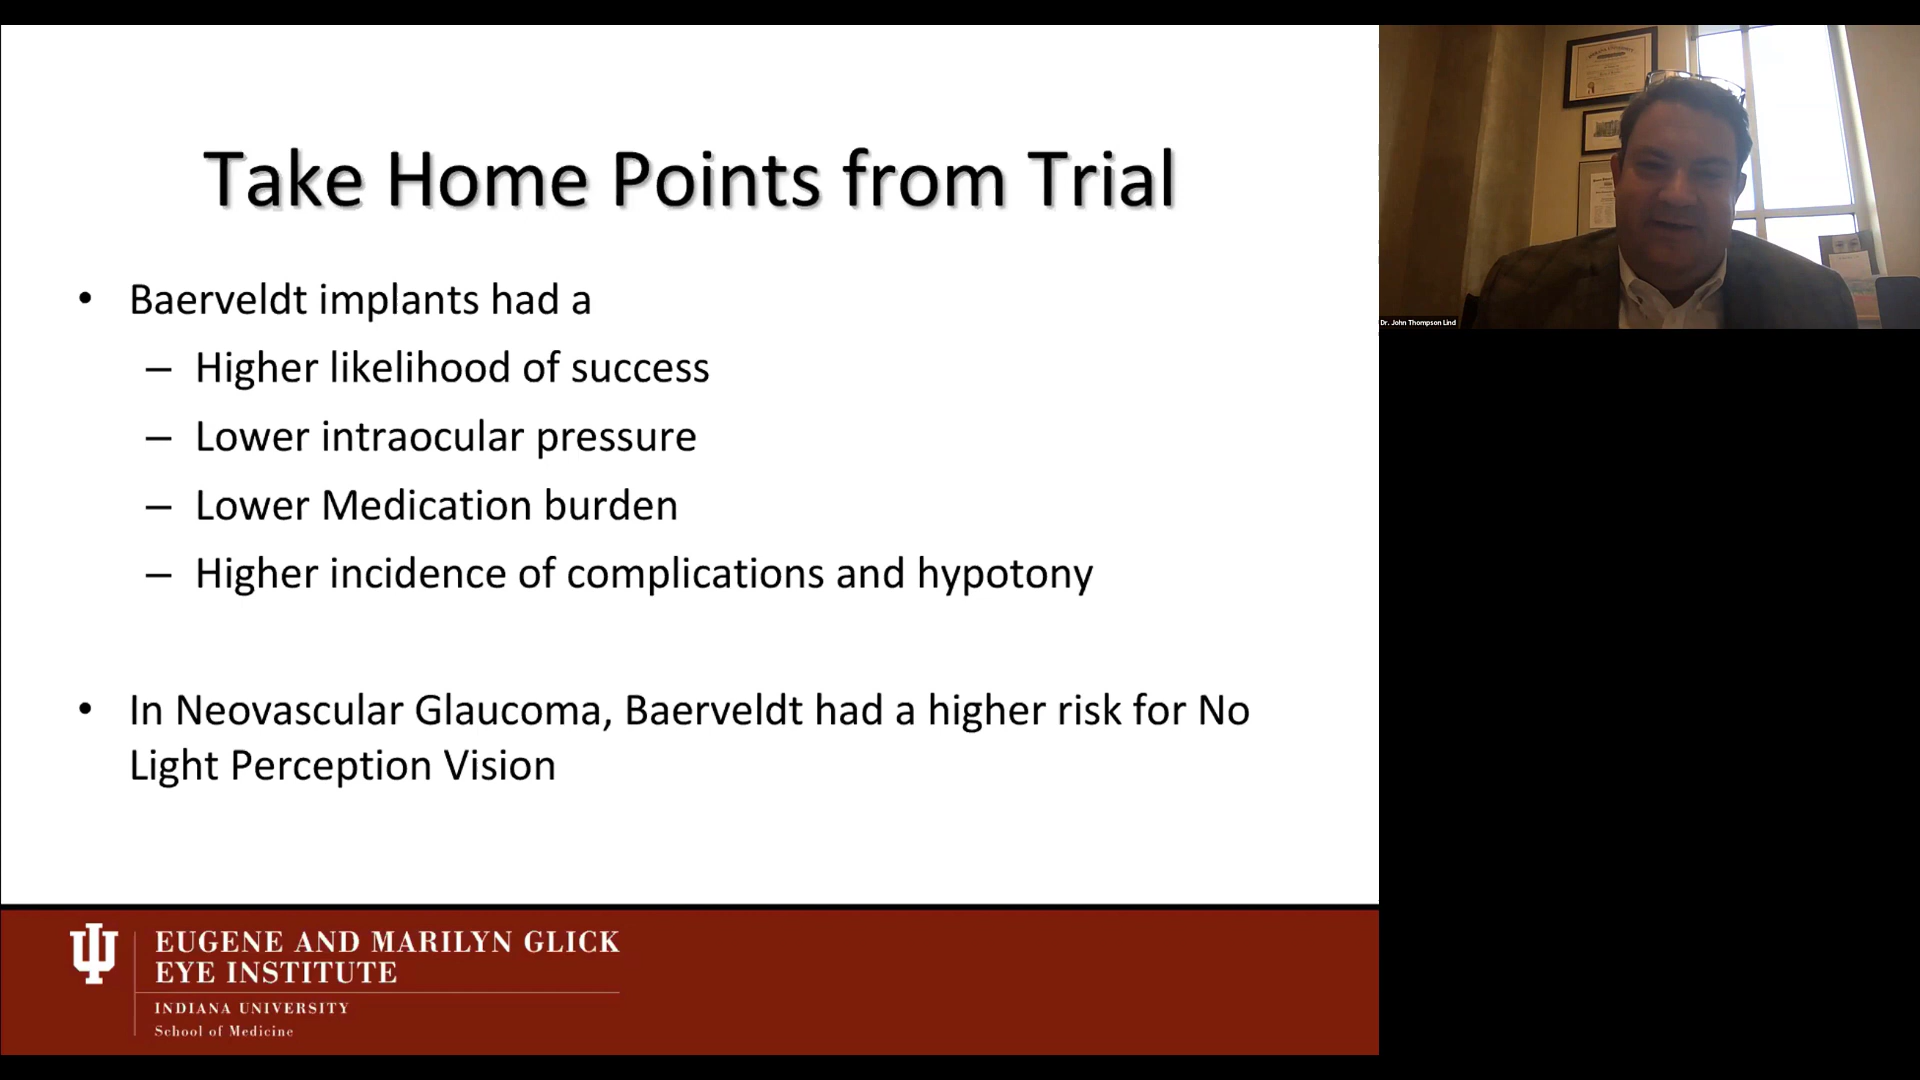 Take Home Points from Trial
• Baerveldt implants had a
– Higher likelihood of success
– Lower intraocular pressure
– Lower Medication burden
– Higher incidence of complications and hypotony
• In Neovascular Glaucoma, Baerveldt had a higher risk for No
Light Perception Vision
EUGENE AND MARILYN GLICK
EYE INSTITUTE
INDIANA UNIVERSITY
School of Medicine
Dr. John Thompson Lind